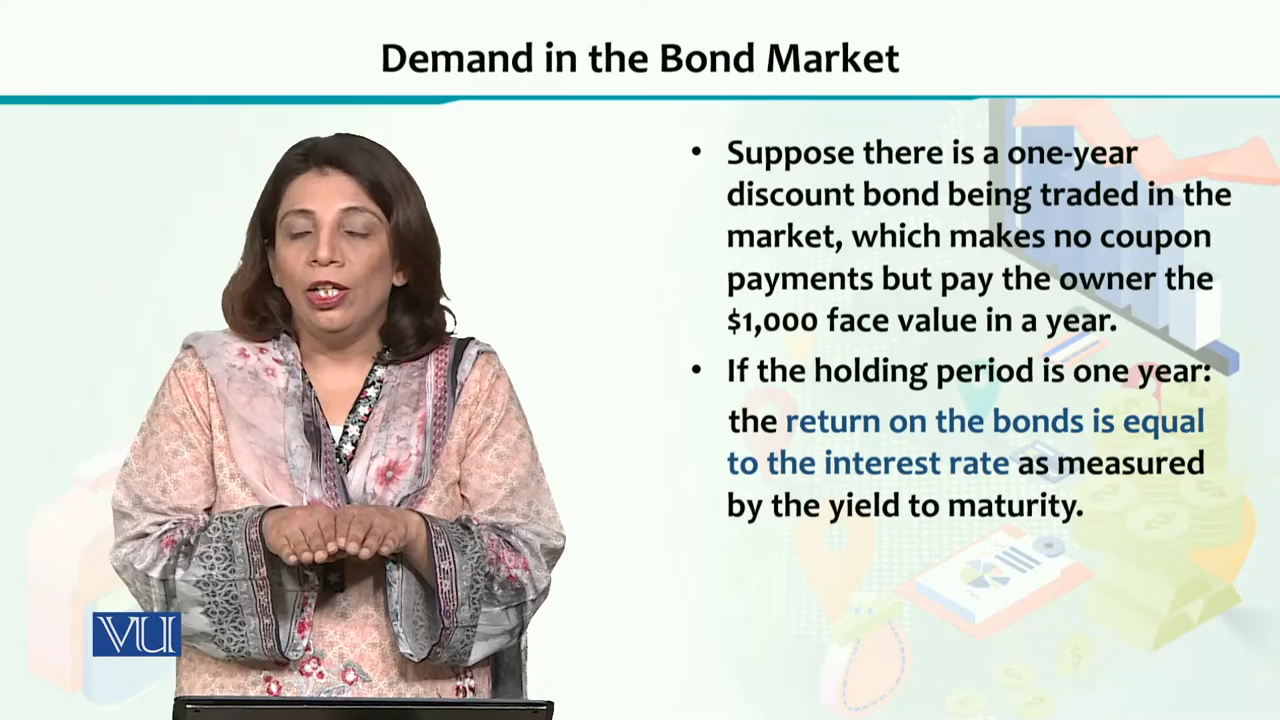 Demand in the Bond Market
• Suppose there is a one-year
discount bond being traded in the
market, which makes no coupon
payments but pay the owner the
$1,000 face value in a year.
• If the holding period is one year:
the return on the bonds is equal
to the interest rate as measured
by the yield to maturity.
VU